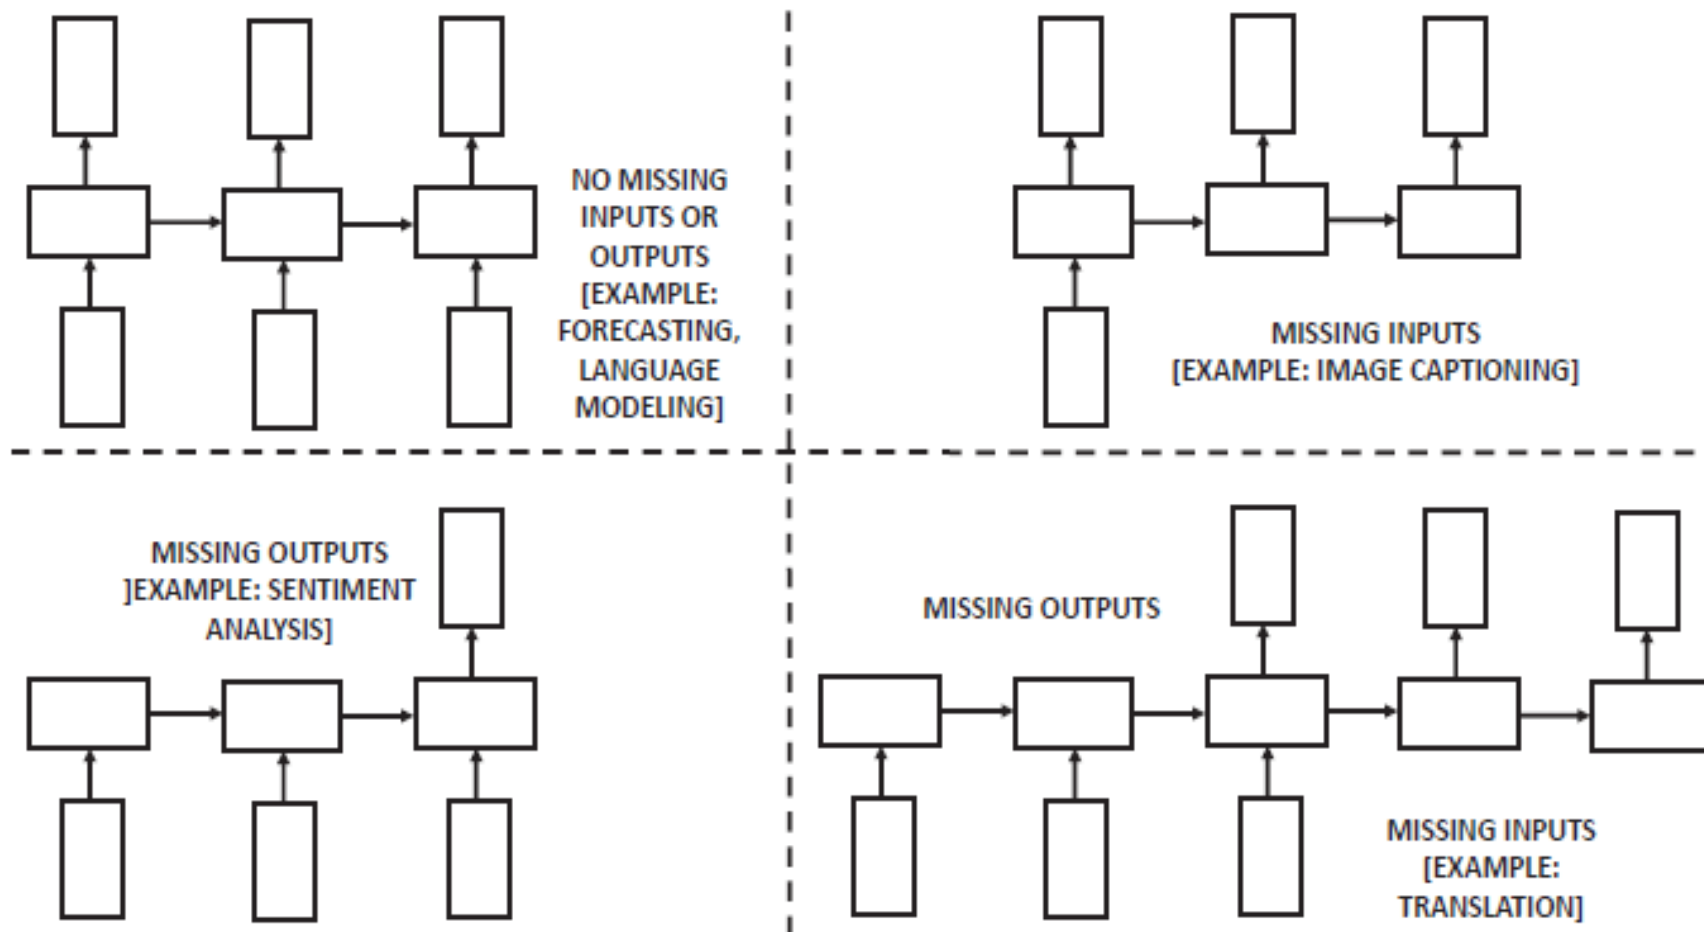 NO MISSING
INPUTS OR
OUTPUTS
[EXAMPLE:
FORECASTING,
LANGUAGE
MODELING]
MISSING INPUTS
[EXAMPLE: IMAGE CAPTIONING]
MISSING OUTPUTS
]EXAMPLE: SENTIMENT
ANALYSIS]
MISSING OUTPUTS
MISSING INPUTS
[EXAMPLE:
TRANSLATION]